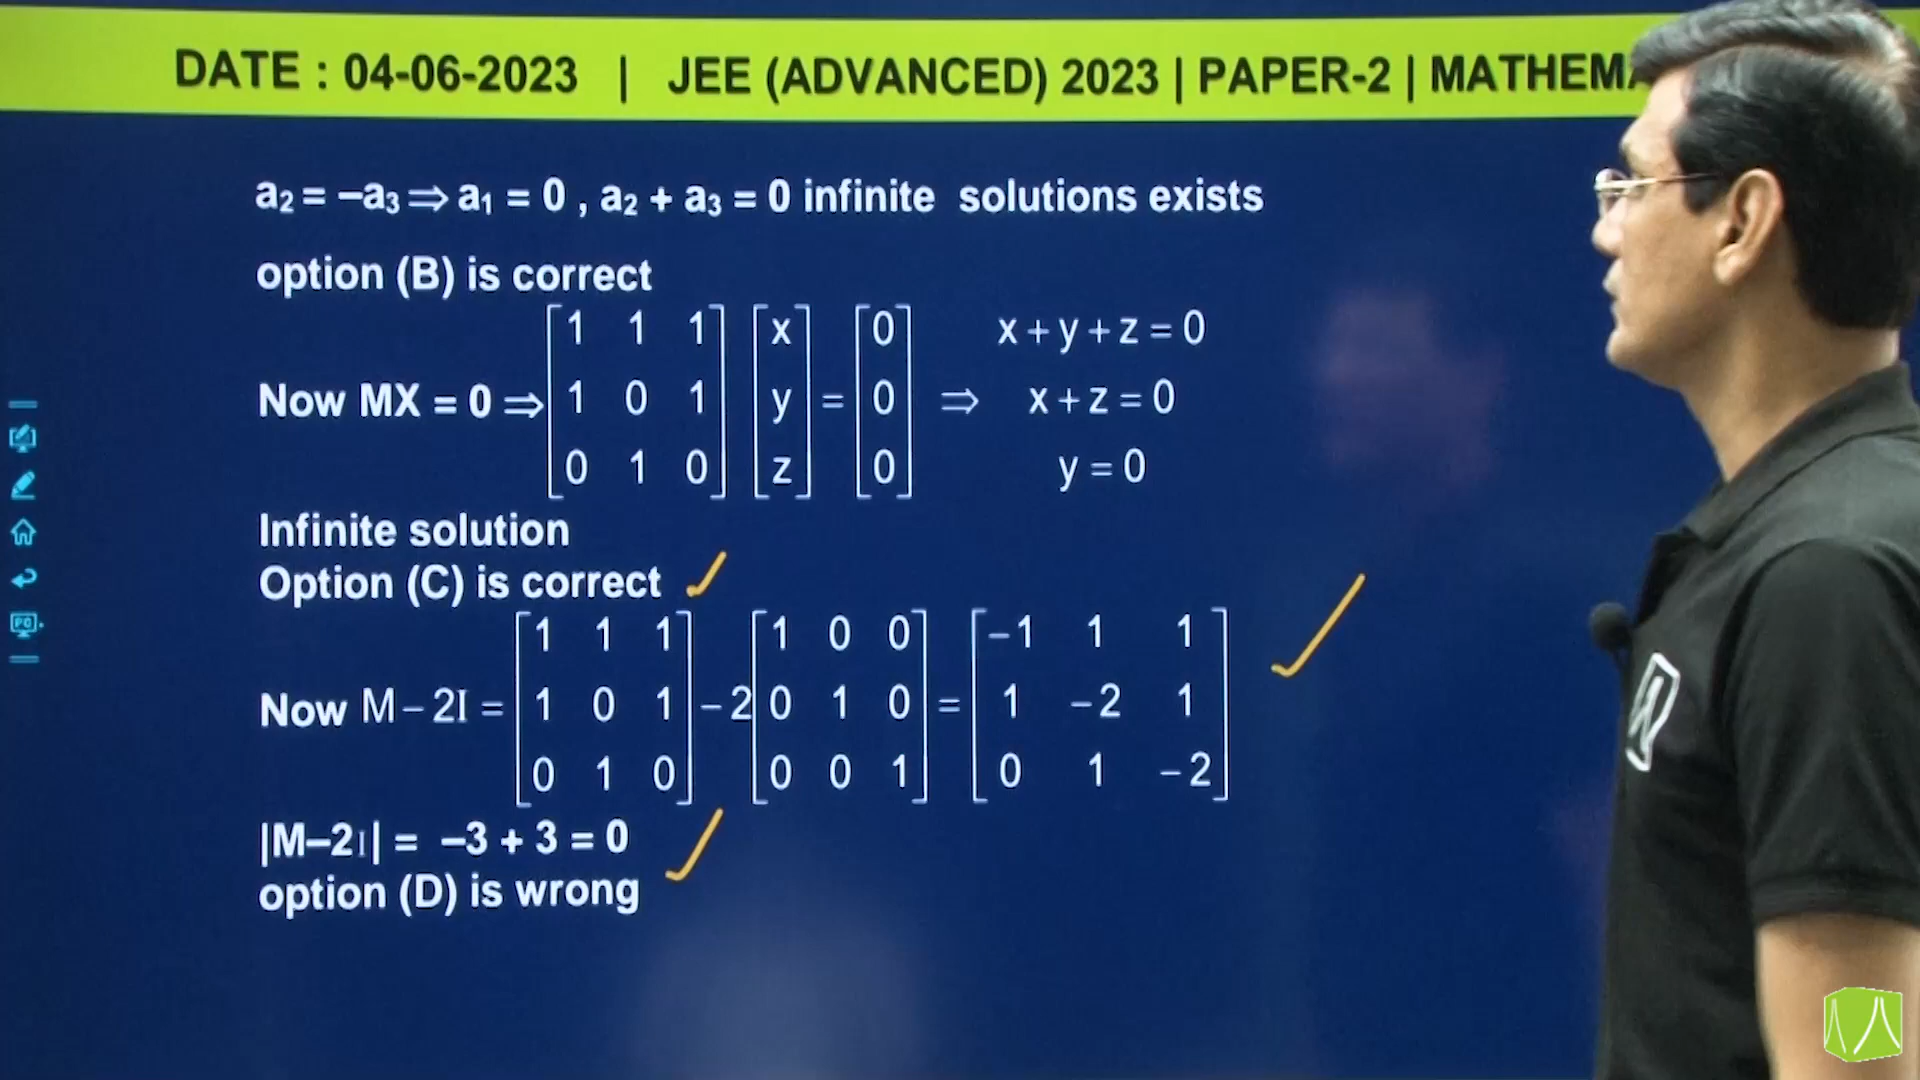 DATE : 04-06-2023 | JEE (ADVANCED) 2023 | PAPER-2 |
a₂ = –a₃ ⇒ a₁ = 0 , a₂ + a₃ = 0 infinite solutions exists
option (B) is correct
Now MX = 0 ⇒ [1 1 1; 1 0 1; 0 1 0] [x; y; z] = [0; 0; 0] ⇒ x + y + z = 0
x + z = 0
y = 0
Infinite solution
Option (C) is correct
Now M – 2I = [1 1 1; 1 0 1; 0 1 0] – 2 [1 0 0; 0 1 0; 0 0 1] = [–1 1 1; 1 –2 1; 0 1 –2]
|M–2I| = –3 + 3 = 0
option (D) is wrong